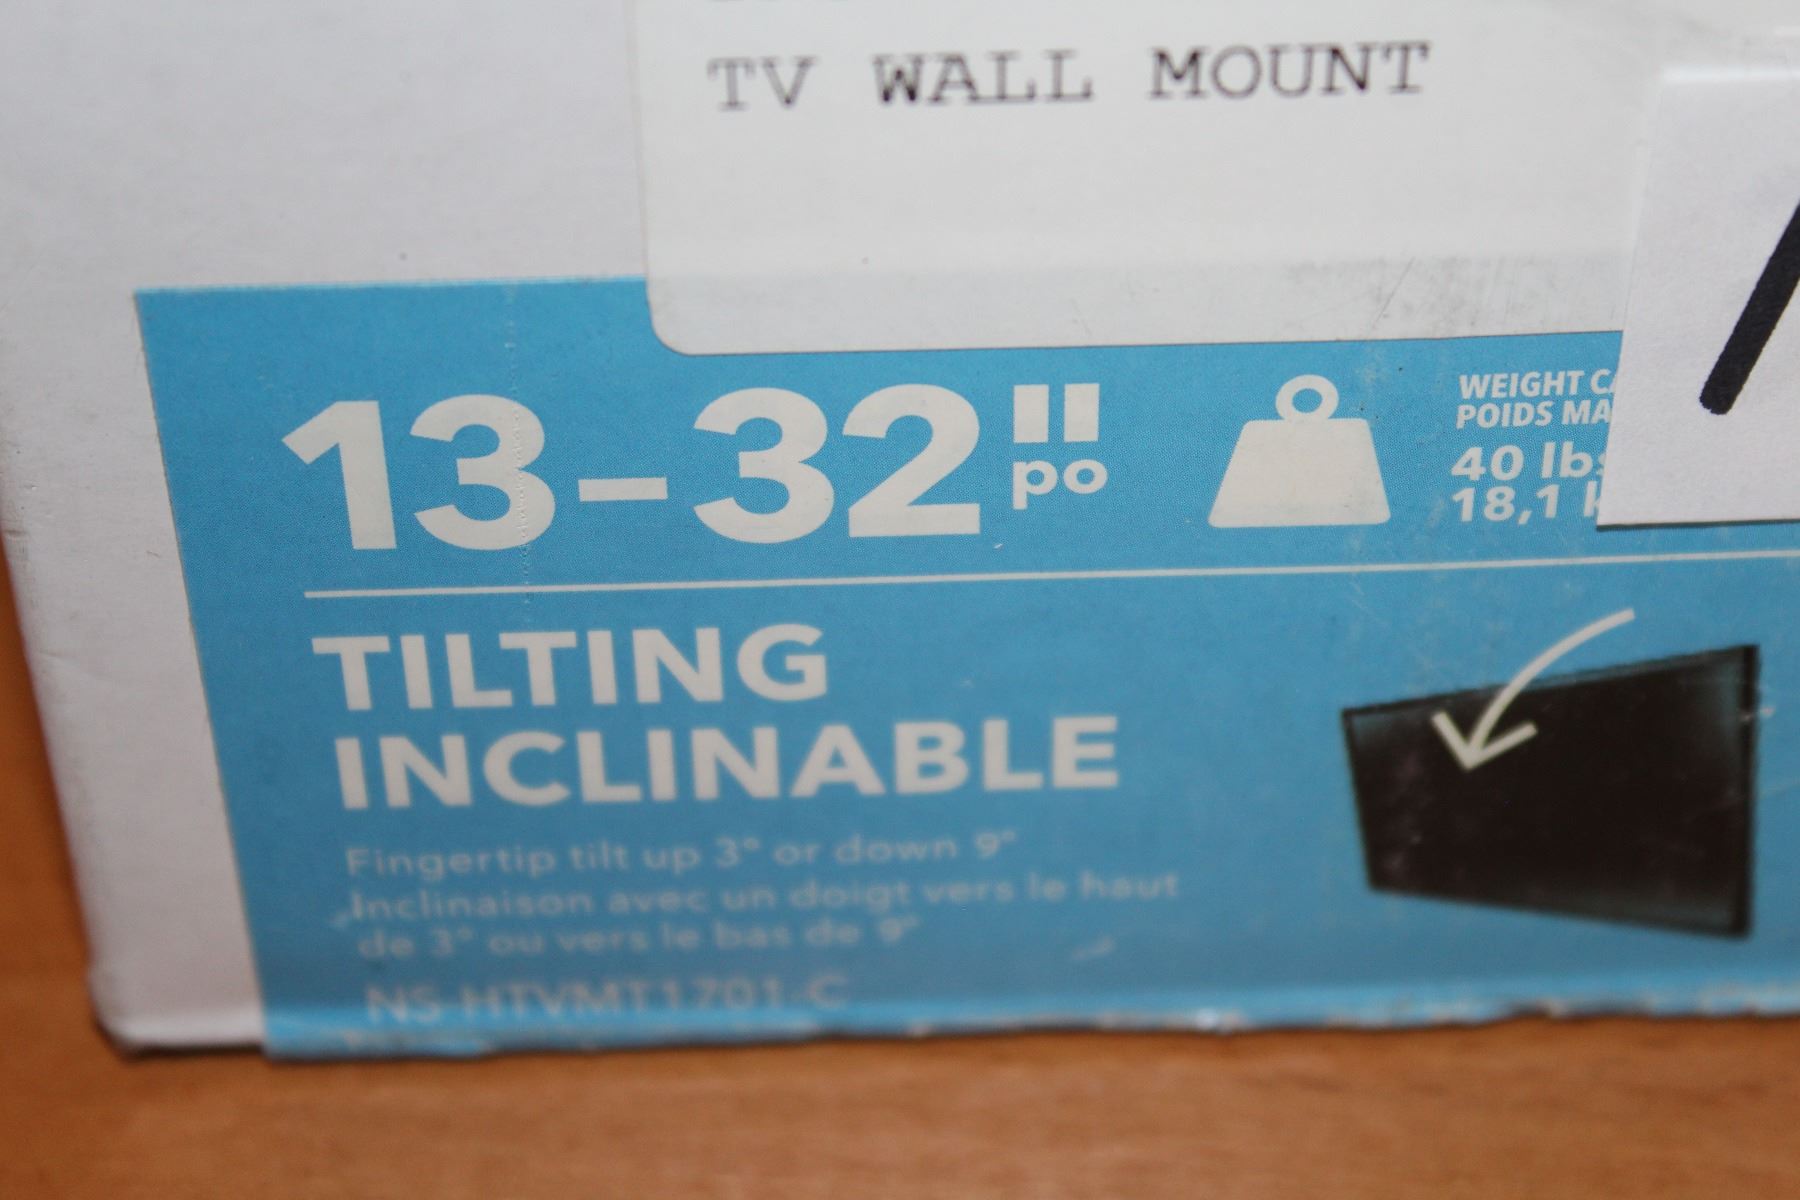 TV WALL MOUNT
13-32" po
WEIGHT CA
POIDS MA
40 lbs
18,1 k
TILTING
INCLINABLE
Fingertip tilt up 3° or down 9°
Inclinaison avec un doigt vers le haut
de 3° ou vers le bas de 9°
NS-HTVMT1701-C